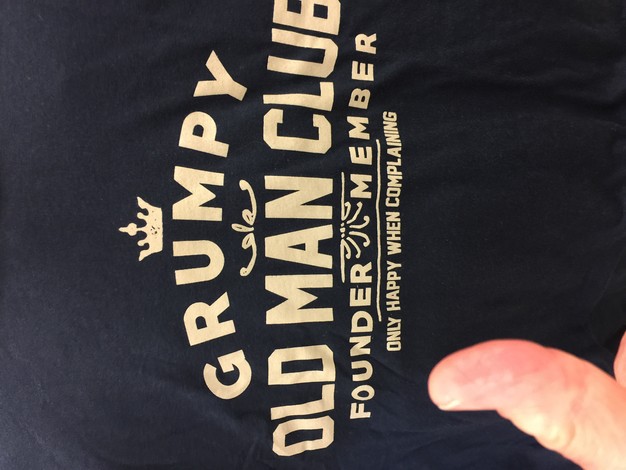 GRUMPY
OLD MAN CLUB
FOUNDER MEMBER
ONLY HAPPY WHEN COMPLAINING